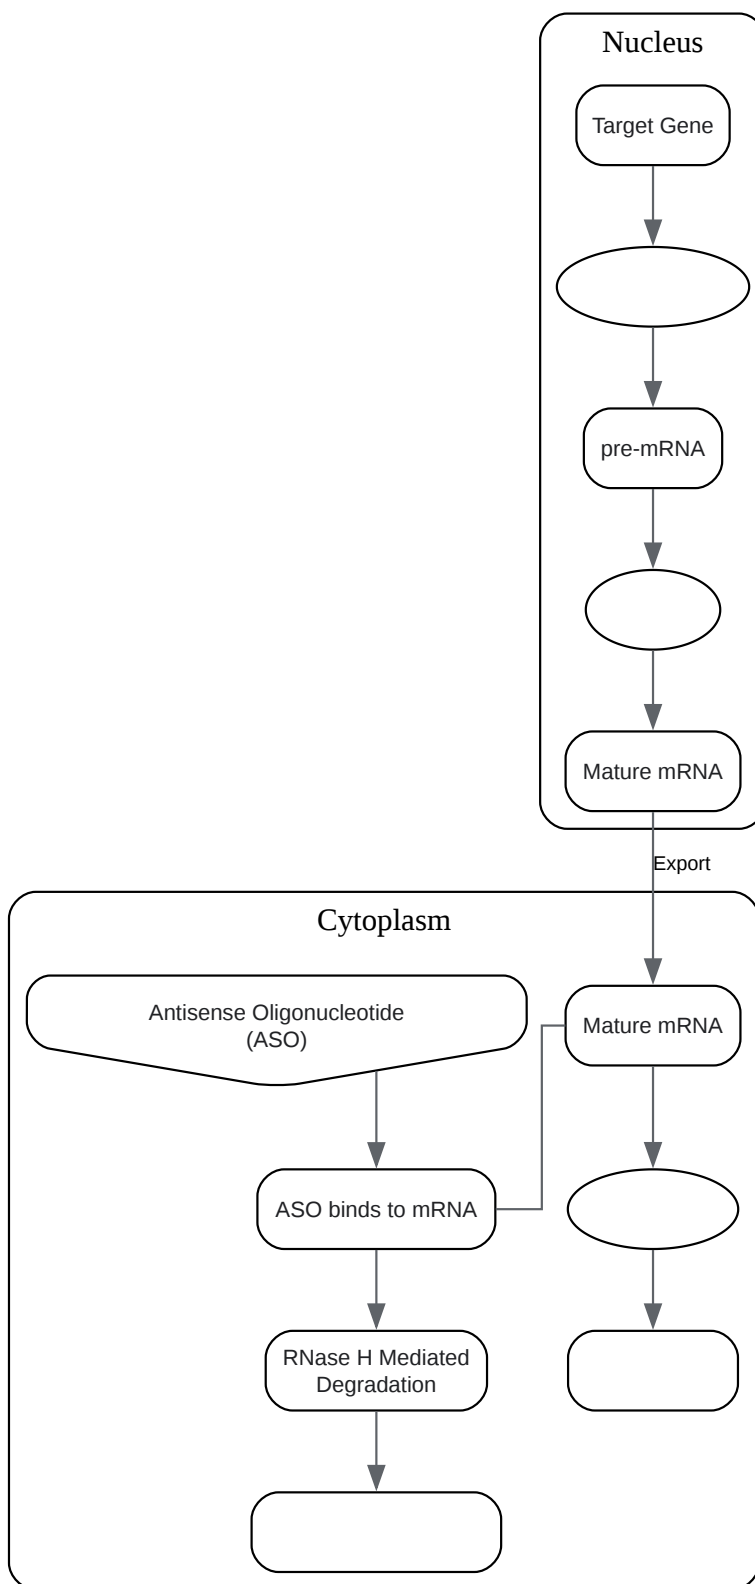 Nucleus
Target Gene
pre-mRNA
Mature mRNA
Export
Cytoplasm
Antisense Oligonucleotide
(ASO)
Mature mRNA
ASO binds to mRNA
RNase H Mediated
Degradation